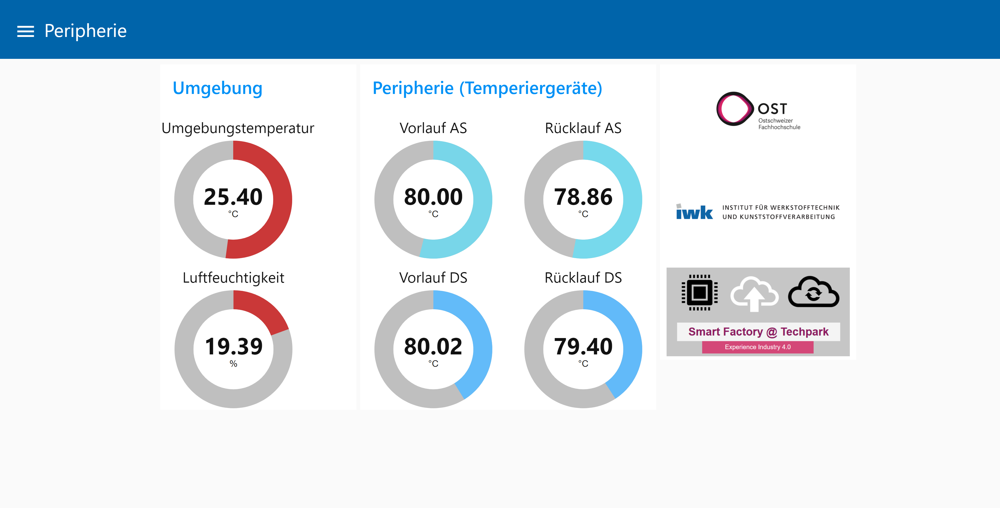 Peripherie
Umgebung
Umgebungstemperatur
25.40
°C
Luftfeuchtigkeit
19.39
%
Peripherie (Temperiergeräte)
Vorlauf AS
80.00
°C
Rücklauf AS
78.86
°C
Vorlauf DS
80.02
°C
Rücklauf DS
79.40
°C
OST
Ostschweizer
Fachhochschule
iwk
INSTITUT FÜR WERKSTOFFTECHNIK
UND KUNSTSTOFFVERARBEITUNG
Smart Factory @ Techpark
Experience Industry 4.0